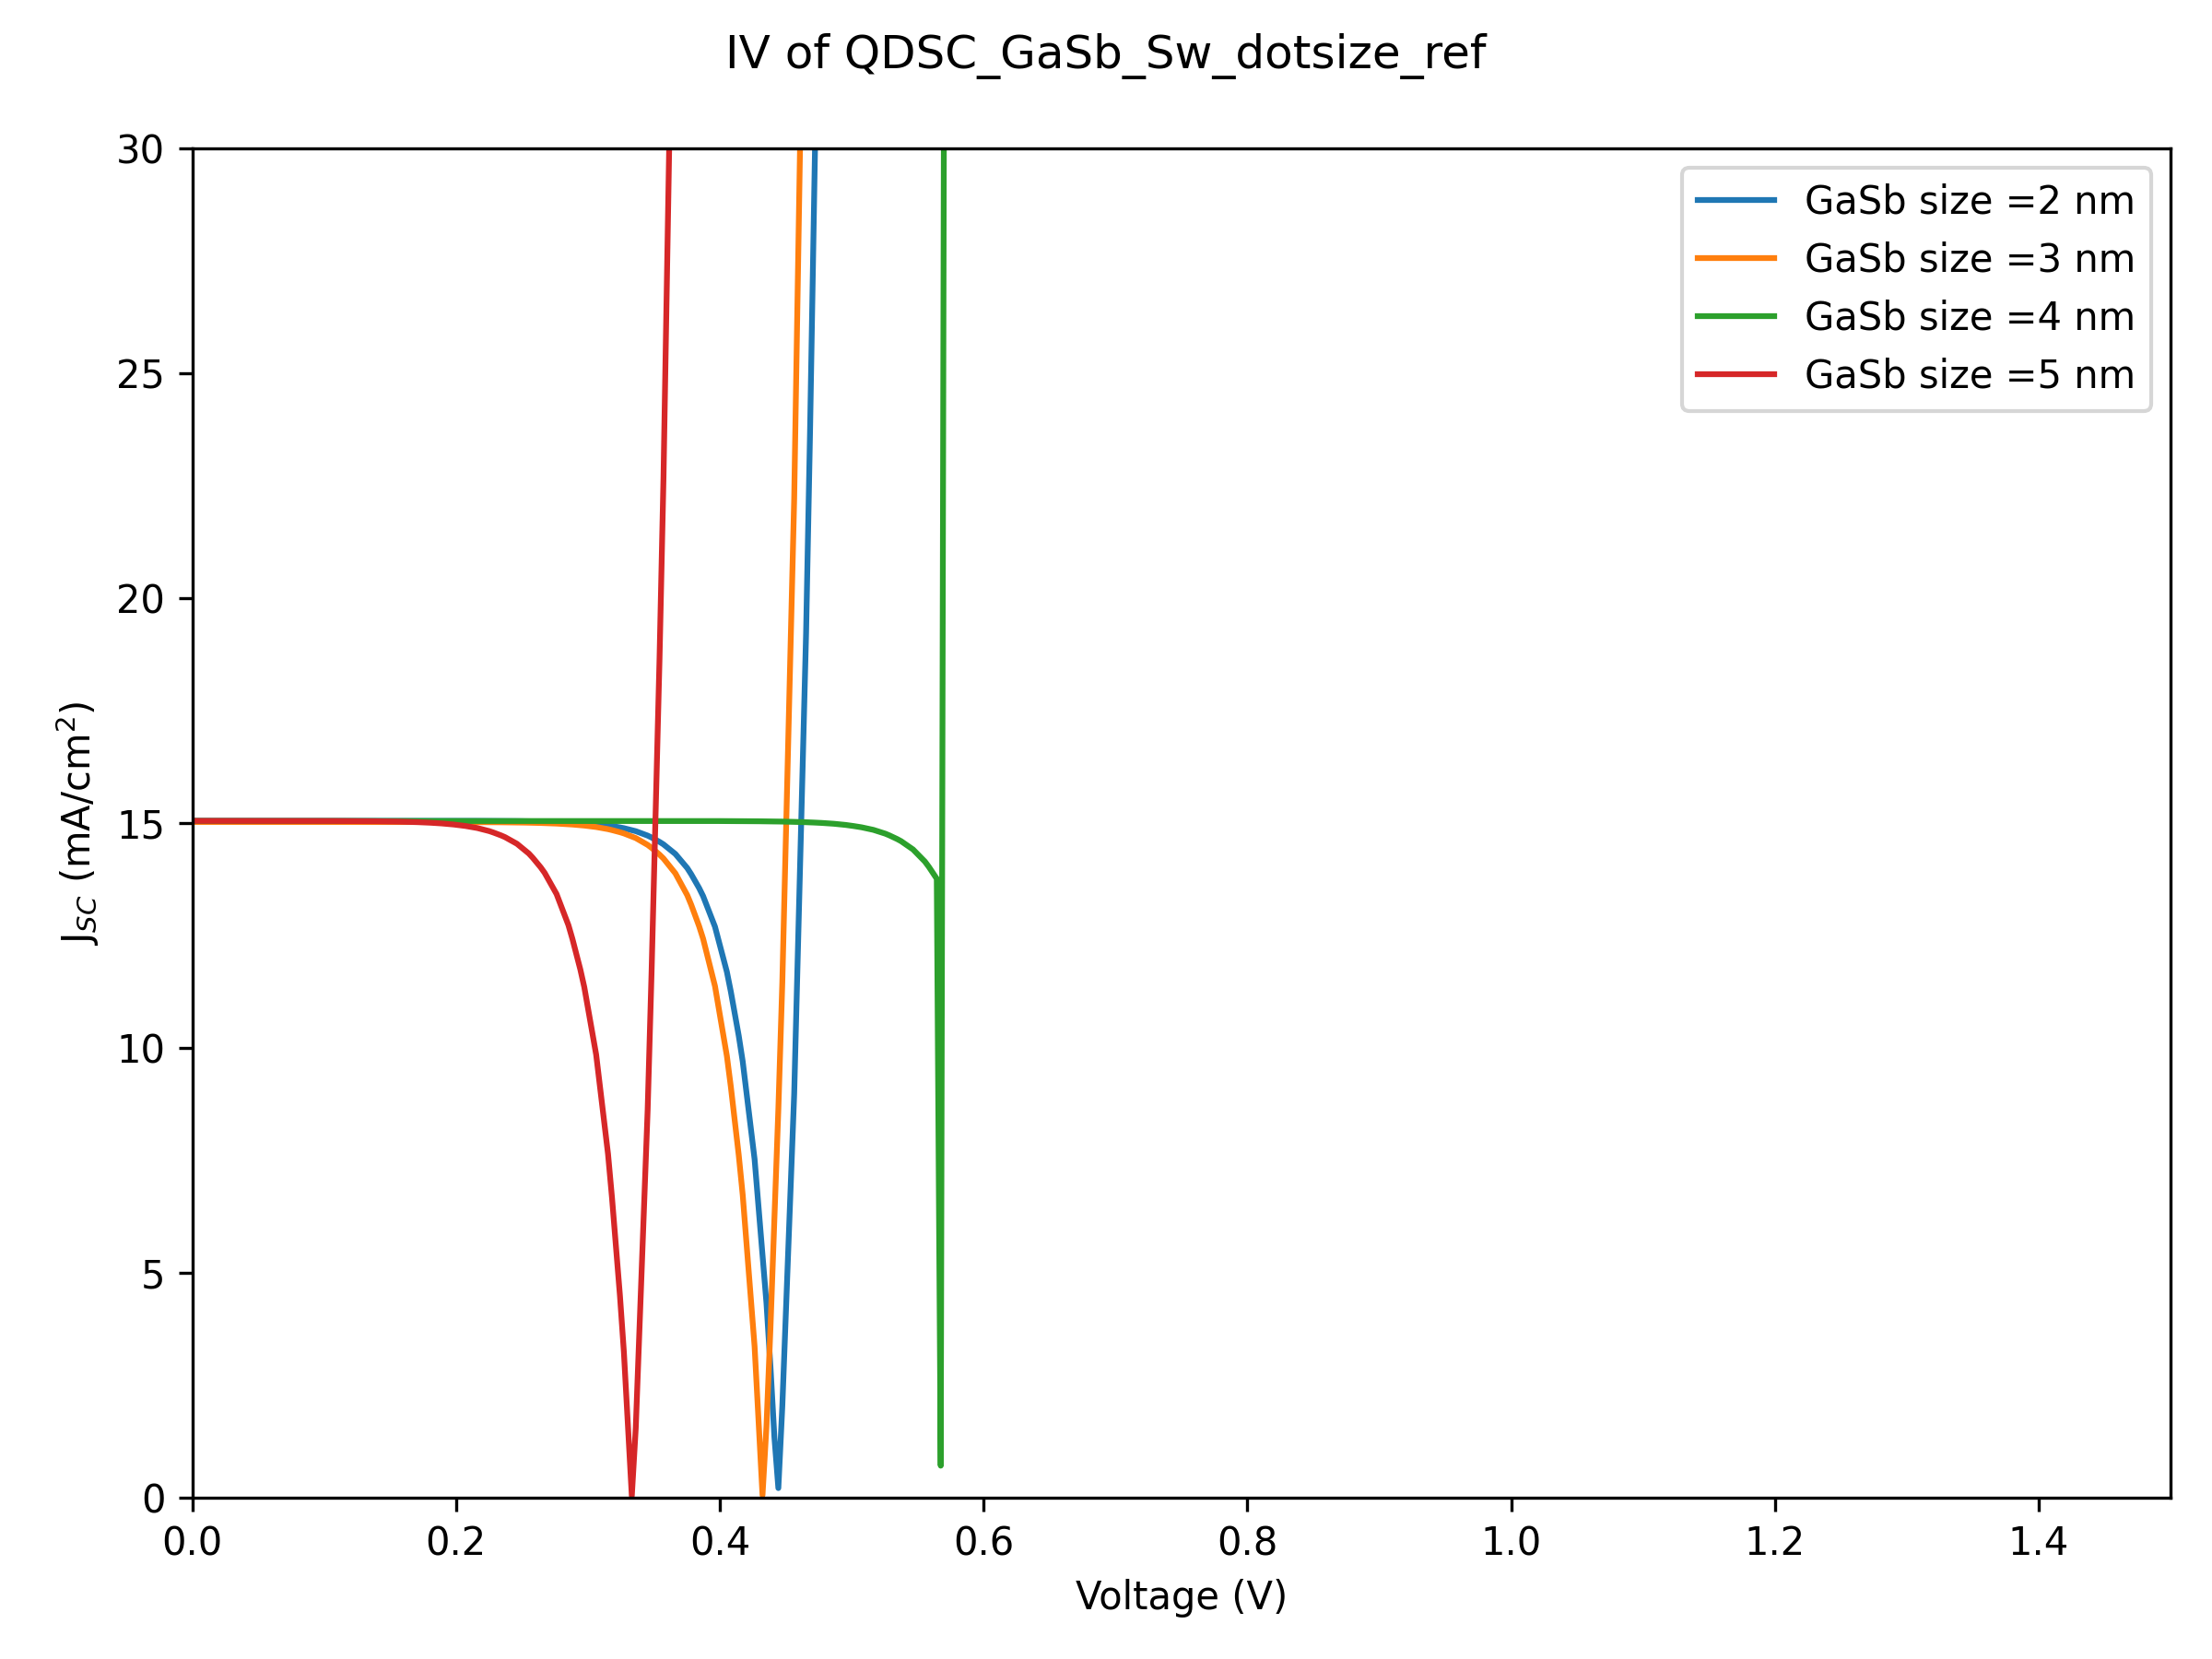 IV of QDSC_GaSb_Sw_dotsize_ref
30
25
20
15
10
5
0
J_SC (mA/cm²)
GaSb size =2 nm
GaSb size =3 nm
GaSb size =4 nm
GaSb size =5 nm
0.0 0.2 0.4 0.6 0.8 1.0 1.2 1.4
Voltage (V)